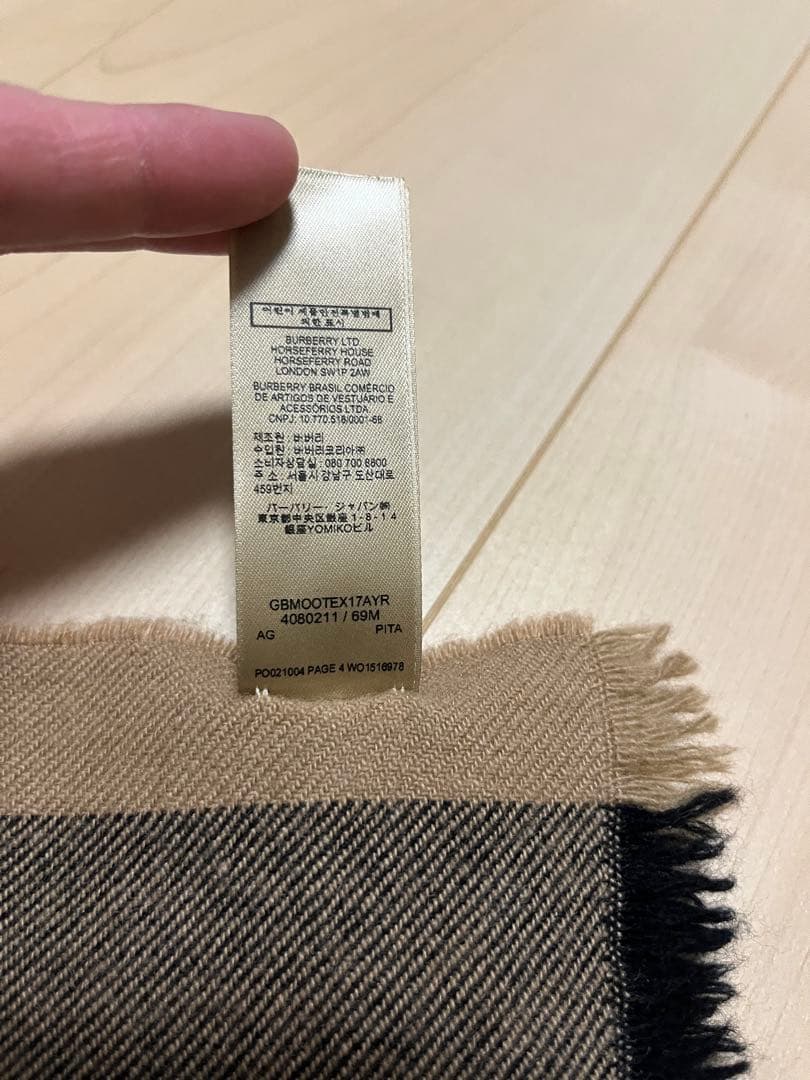 어린이제품안전특별법에
의한 표시
BURBERRY LTD
HORSEFERRY HOUSE
HORSEFERRY ROAD
LONDON SW1P 2AW
BURBERRY BRASIL COMÉRCIO
DE ARTIGOS DE VESTUÁRIO E
ACESSÓRIOS LTDA
CNPJ: 10.770.518/0001-68
제조원 : 버버리
수입원 : 버버리코리아㈜
소비자상담실 : 080 700 8800
주 소 : 서울시 강남구 도산대로
459번지
バーバリー・ジャパン㈱
東京都中央区銀座1-8-14
銀座YOMIKOビル
GBMOOTEX17AYR
4080211 / 69M
AG PITA
PO021004 PAGE 4 WO1516978